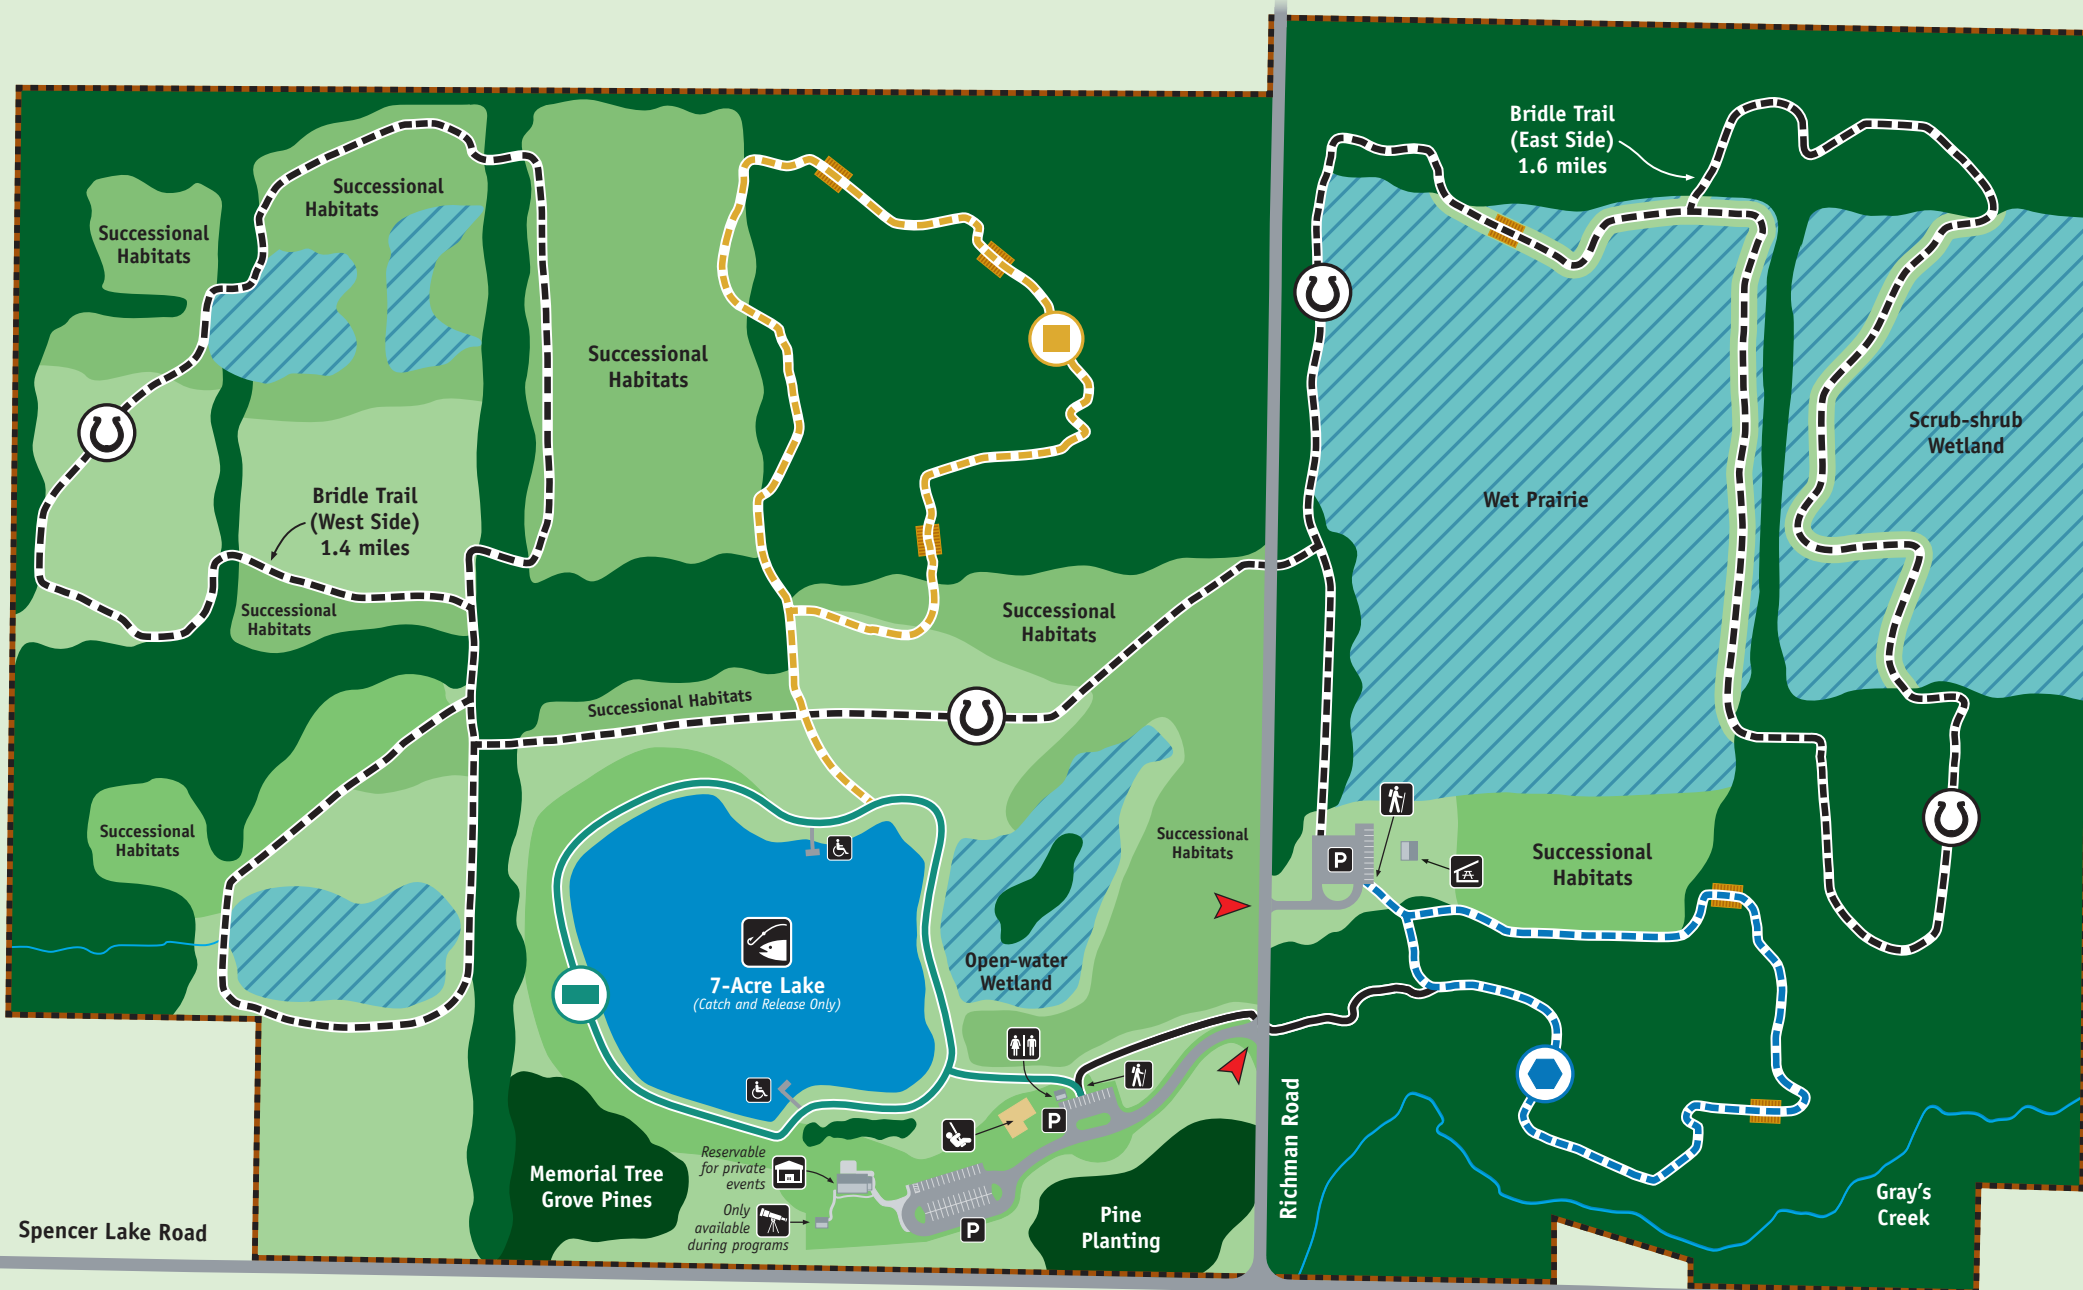 Bridle Trail
(East Side)
1.6 miles
Successional
Habitats
Successional
Habitats
Successional
Habitats
Scrub-shrub
Wetland
Wet Prairie
Bridle Trail
(West Side)
1.4 miles
Successional
Habitats
Successional
Habitats
Successional Habitats
Successional
Habitats
Successional
Habitats
P
Successional
Habitats
7-Acre Lake
(Catch and Release Only)
Open-water
Wetland
P
Reservable
for private
events
Memorial Tree
Grove Pines
Only
available
during programs
P
Pine
Planting
Richman Road
Gray's
Creek
Spencer Lake Road